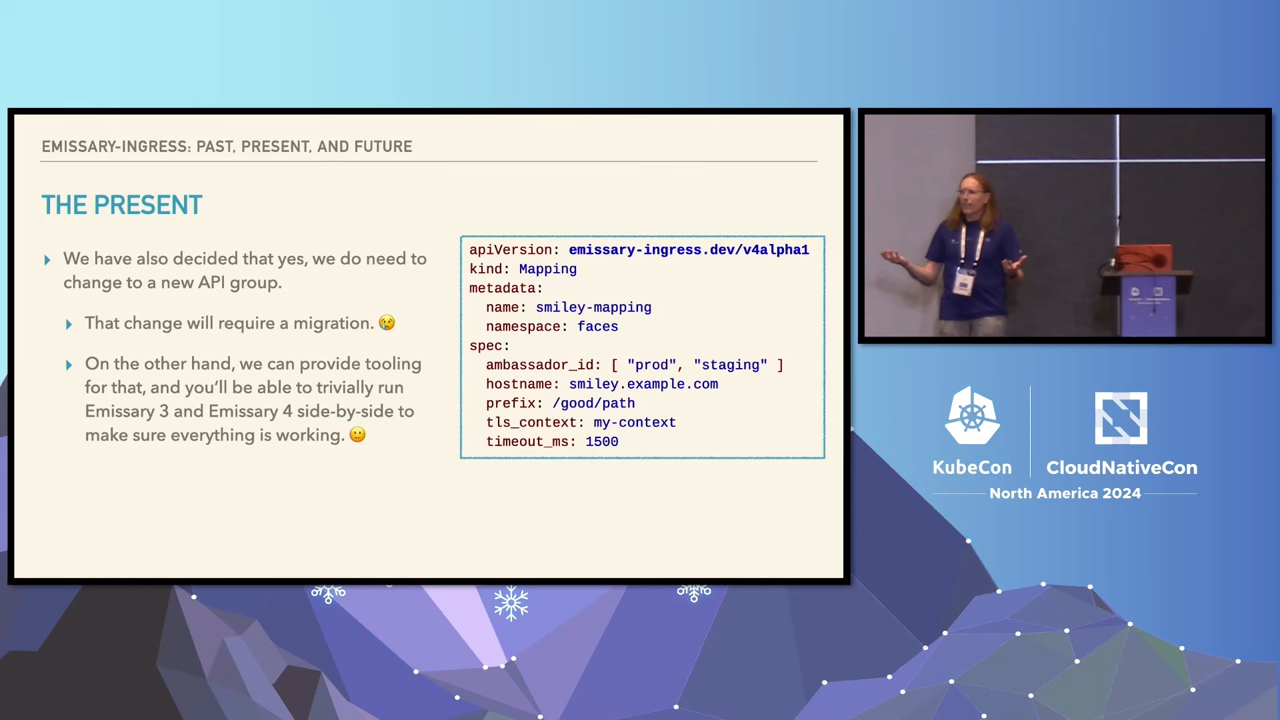 EMISSARY-INGRESS: PAST, PRESENT, AND FUTURE
THE PRESENT
We have also decided that yes, we do need to
change to a new API group.
That change will require a migration. 😢
On the other hand, we can provide tooling
for that, and you’ll be able to trivially run
Emissary 3 and Emissary 4 side-by-side to
make sure everything is working. 🙂
apiVersion: emissary-ingress.dev/v4alpha1
kind: Mapping
metadata:
  name: smiley-mapping
  namespace: faces
spec:
  ambassador_id: [ "prod", "staging" ]
  hostname: smiley.example.com
  prefix: /good/path
  tls_context: my-context
  timeout_ms: 1500
KubeCon
CloudNativeCon
North America 2024